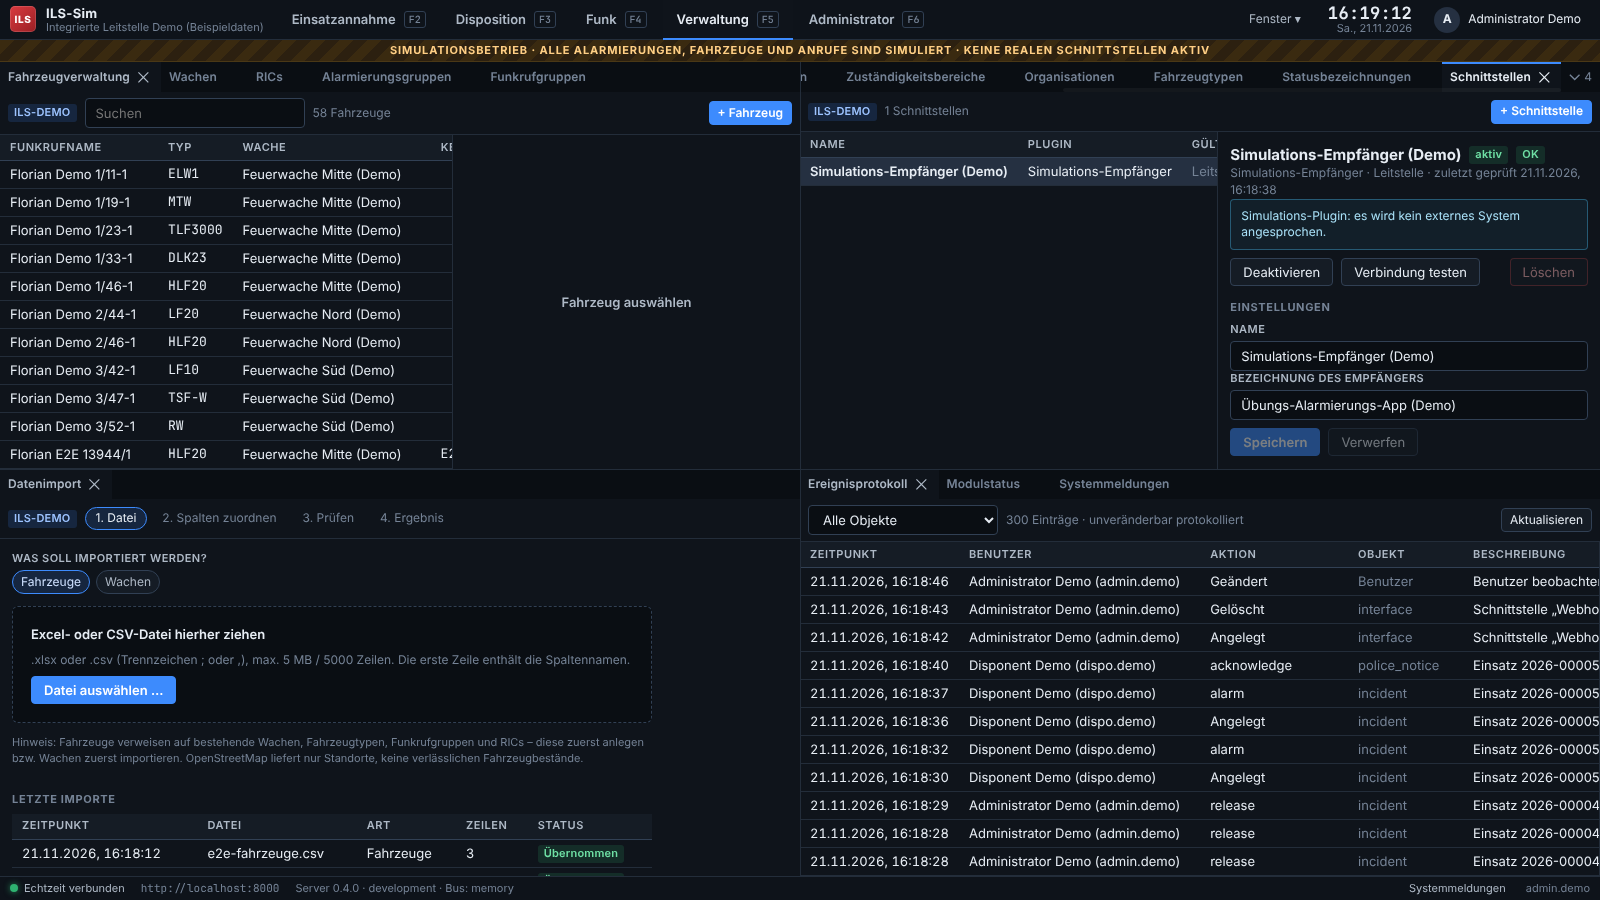 ILS
ILS-Sim
Integrierte Leitstelle Demo (Beispieldaten)
Einsatzannahme F2
Disposition F3
Funk F4
Verwaltung F5
Administrator F6
Fenster ▾
16:19:12
Sa., 21.11.2026
A
Administrator Demo
SIMULATIONSBETRIEB · ALLE ALARMIERUNGEN, FAHRZEUGE UND ANRUFE SIND SIMULIERT · KEINE REALEN SCHNITTSTELLEN AKTIV
Fahrzeugverwaltung Wachen RICs Alarmierungsgruppen Funkrufgruppen
ILS-DEMO Suchen 58 Fahrzeuge + Fahrzeug
FUNKRUFNAME TYP WACHE
Florian Demo 1/11-1 ELW1 Feuerwache Mitte (Demo)
Florian Demo 1/19-1 MTW Feuerwache Mitte (Demo)
Florian Demo 1/23-1 TLF3000 Feuerwache Mitte (Demo)
Florian Demo 1/33-1 DLK23 Feuerwache Mitte (Demo)
Florian Demo 1/46-1 HLF20 Feuerwache Mitte (Demo)
Florian Demo 2/44-1 LF20 Feuerwache Nord (Demo)
Florian Demo 2/46-1 HLF20 Feuerwache Nord (Demo)
Florian Demo 3/42-1 LF10 Feuerwache Süd (Demo)
Florian Demo 3/47-1 TSF-W Feuerwache Süd (Demo)
Florian Demo 3/52-1 RW Feuerwache Süd (Demo)
Florian E2E 13944/1 HLF20 Feuerwache Mitte (Demo)
Fahrzeug auswählen
n Zuständigkeitsbereiche Organisationen Fahrzeugtypen Statusbezeichnungen Schnittstellen 4
ILS-DEMO 1 Schnittstellen + Schnittstelle
NAME PLUGIN GÜLT
Simulations-Empfänger (Demo) Simulations-Empfänger Leits
Simulations-Empfänger (Demo) aktiv OK
Simulations-Empfänger · Leitstelle · zuletzt geprüft 21.11.2026,
16:18:38
Simulations-Plugin: es wird kein externes System
angesprochen.
Deaktivieren Verbindung testen Löschen
EINSTELLUNGEN
NAME
Simulations-Empfänger (Demo)
BEZEICHNUNG DES EMPFÄNGERS
Übungs-Alarmierungs-App (Demo)
Speichern Verwerfen
Datenimport
ILS-DEMO 1. Datei 2. Spalten zuordnen 3. Prüfen 4. Ergebnis
WAS SOLL IMPORTIERT WERDEN?
Fahrzeuge Wachen
Excel- oder CSV-Datei hierher ziehen
.xlsx oder .csv (Trennzeichen ; oder ,), max. 5 MB / 5000 Zeilen. Die erste Zeile enthält die Spaltennamen.
Datei auswählen ...
Hinweis: Fahrzeuge verweisen auf bestehende Wachen, Fahrzeugtypen, Funkrufgruppen und RICs – diese zuerst anlegen
bzw. Wachen zuerst importieren. OpenStreetMap liefert nur Standorte, keine verlässlichen Fahrzeugbestände.
LETZTE IMPORTE
ZEITPUNKT DATEI ART ZEILEN STATUS
21.11.2026, 16:18:12 e2e-fahrzeuge.csv Fahrzeuge 3 Übernommen
Ereignisprotokoll Modulstatus Systemmeldungen
Alle Objekte 300 Einträge · unveränderbar protokolliert Aktualisieren
ZEITPUNKT BENUTZER AKTION OBJEKT BESCHREIBUNG
21.11.2026, 16:18:46 Administrator Demo (admin.demo) Geändert Benutzer Benutzer beobachte
21.11.2026, 16:18:43 Administrator Demo (admin.demo) Gelöscht interface Schnittstelle „Webho
21.11.2026, 16:18:42 Administrator Demo (admin.demo) Angelegt interface Schnittstelle „Webho
21.11.2026, 16:18:40 Disponent Demo (dispo.demo) acknowledge police_notice Einsatz 2026-00005
21.11.2026, 16:18:37 Disponent Demo (dispo.demo) alarm incident Einsatz 2026-00005
21.11.2026, 16:18:36 Disponent Demo (dispo.demo) Angelegt incident Einsatz 2026-00005
21.11.2026, 16:18:32 Disponent Demo (dispo.demo) alarm incident Einsatz 2026-00005
21.11.2026, 16:18:30 Disponent Demo (dispo.demo) Angelegt incident Einsatz 2026-00005
21.11.2026, 16:18:29 Administrator Demo (admin.demo) release incident Einsatz 2026-00004
21.11.2026, 16:18:28 Administrator Demo (admin.demo) release incident Einsatz 2026-00004
21.11.2026, 16:18:28 Administrator Demo (admin.demo) release incident Einsatz 2026-00004
Echtzeit verbunden http://localhost:8000 Server 0.4.0 · development · Bus: memory
Systemmeldungen admin.demo